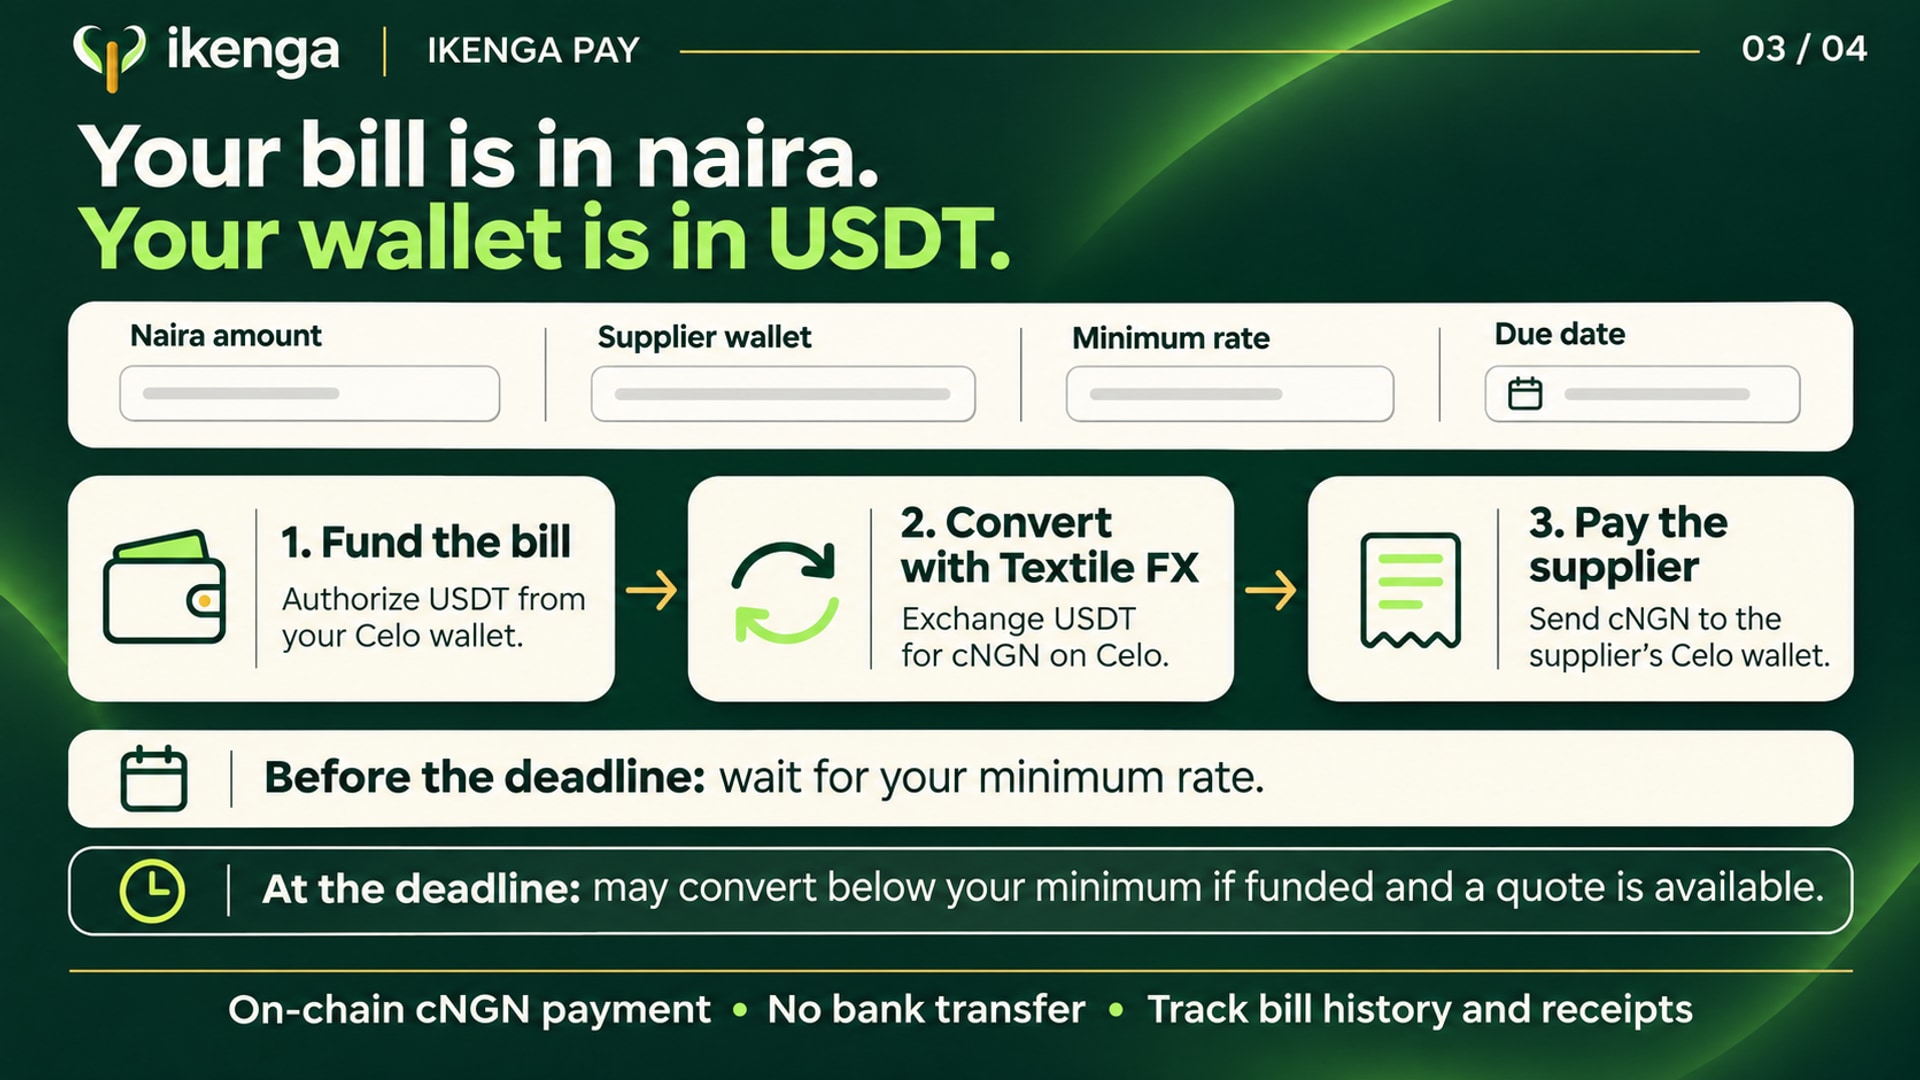 ikenga | IKENGA PAY 03 / 04
Your bill is in naira.
Your wallet is in USDT.
Naira amount
Supplier wallet
Minimum rate
Due date
1. Fund the bill
Authorize USDT from
your Celo wallet.
2. Convert
with Textile FX
Exchange USDT
for cNGN on Celo.
3. Pay the
supplier
Send cNGN to the
supplier’s Celo wallet.
Before the deadline: wait for your minimum rate.
At the deadline: may convert below your minimum if funded and a quote is available.
On-chain cNGN payment • No bank transfer • Track bill history and receipts